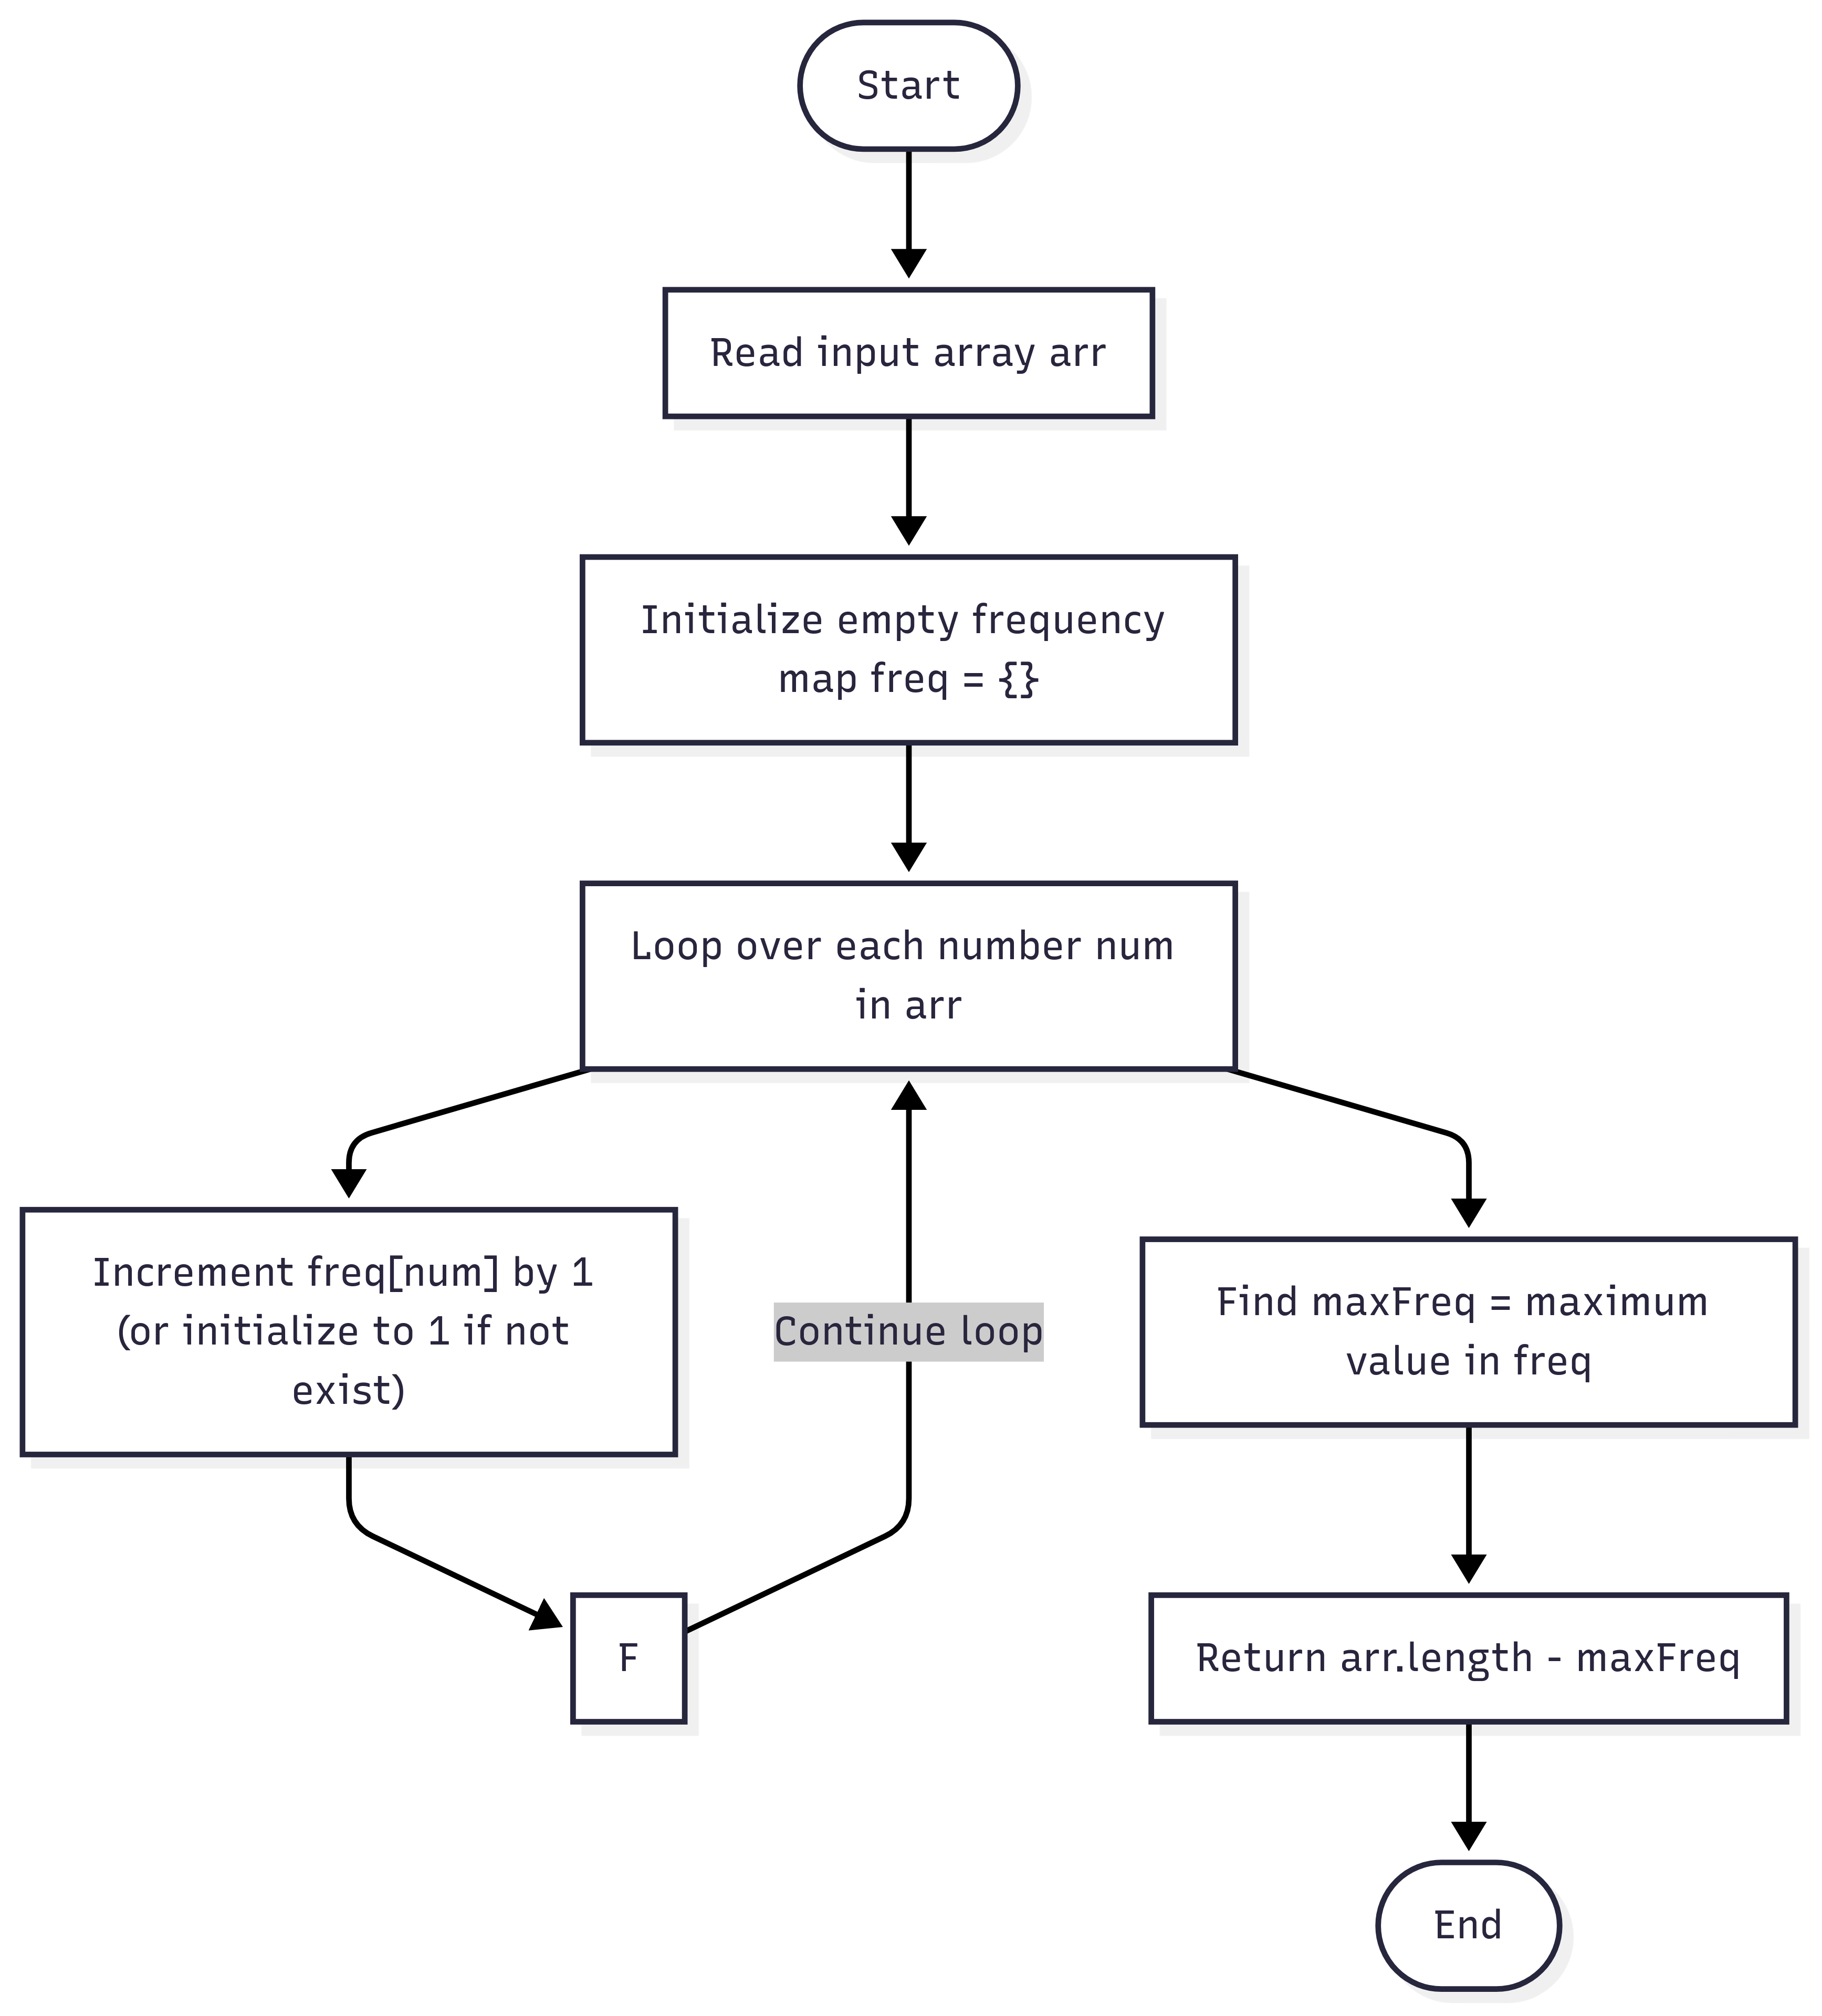 Start
Read input array arr
Initialize empty frequency
map freq = {}
Loop over each number num
in arr
Increment freq[num] by 1
(or initialize to 1 if not
exist)
Continue loop
Find maxFreq = maximum
value in freq
F
Return arr.length - maxFreq
End